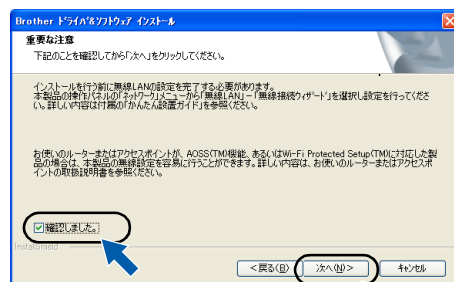 Brother ドライバ&ソフトウェア インストール
重要な注意
下記のことを確認してから「次へ」をクリックしてください。
インストールを行う前に無線LANの設定を完了する必要があります。
本製品の操作パネルの「ネットワーク」メニューから「無線LAN」－「無線接続ウィザード」を選択し設定を行ってくださ
い。詳しい内容は付属の「かんたん設置ガイド」を参照ください。
お使いのルーターまたはアクセスポイントが、AOSS(TM)機能、あるいはWi-Fi Protected Setup(TM)に対応した製
品の場合は、本製品の無線設定を容易に行うことができます。詳しい内容は、お使いのルーターまたはアクセスポ
イントの取扱説明書を参照ください。
確認しました。
InstallShield
<戻る(B) 次へ(N)> キャンセル